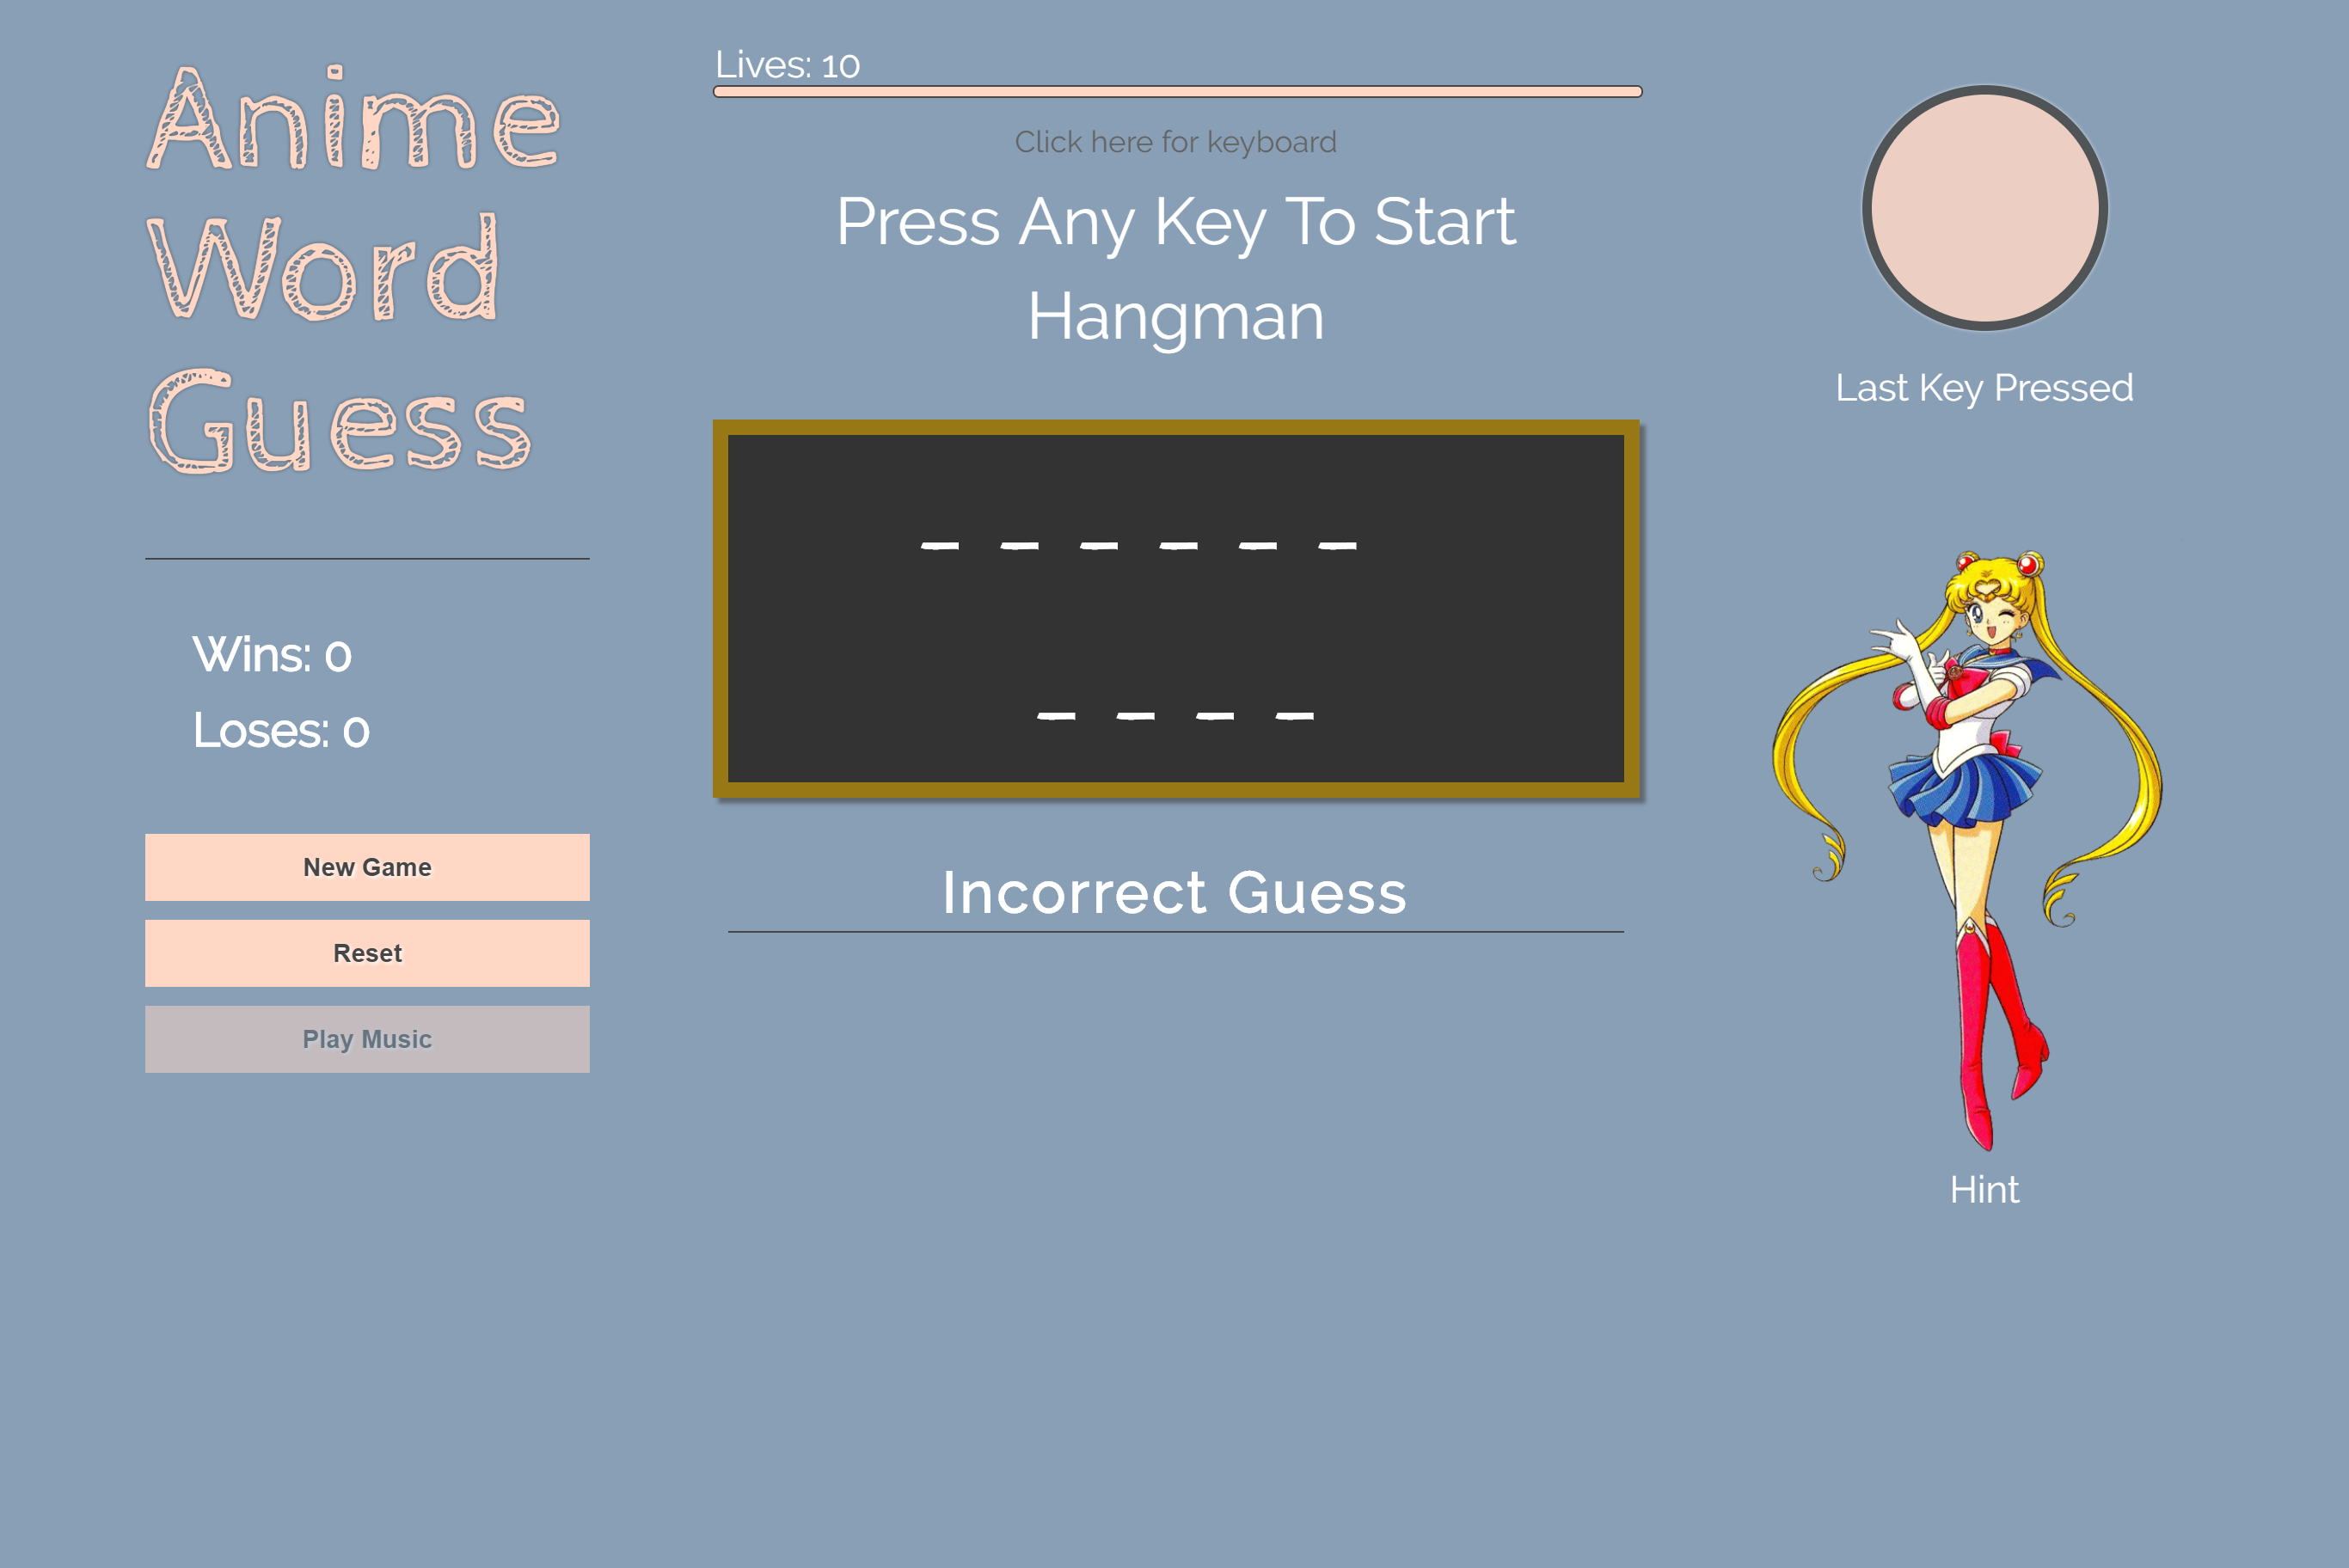 Anime
Word
Guess
Wins: 0
Loses: 0
New Game
Reset
Play Music
Lives: 10
Click here for keyboard
Press Any Key To Start
Hangman
_ _ _ _ _ _
_ _ _ _
Incorrect Guess
Last Key Pressed
Hint